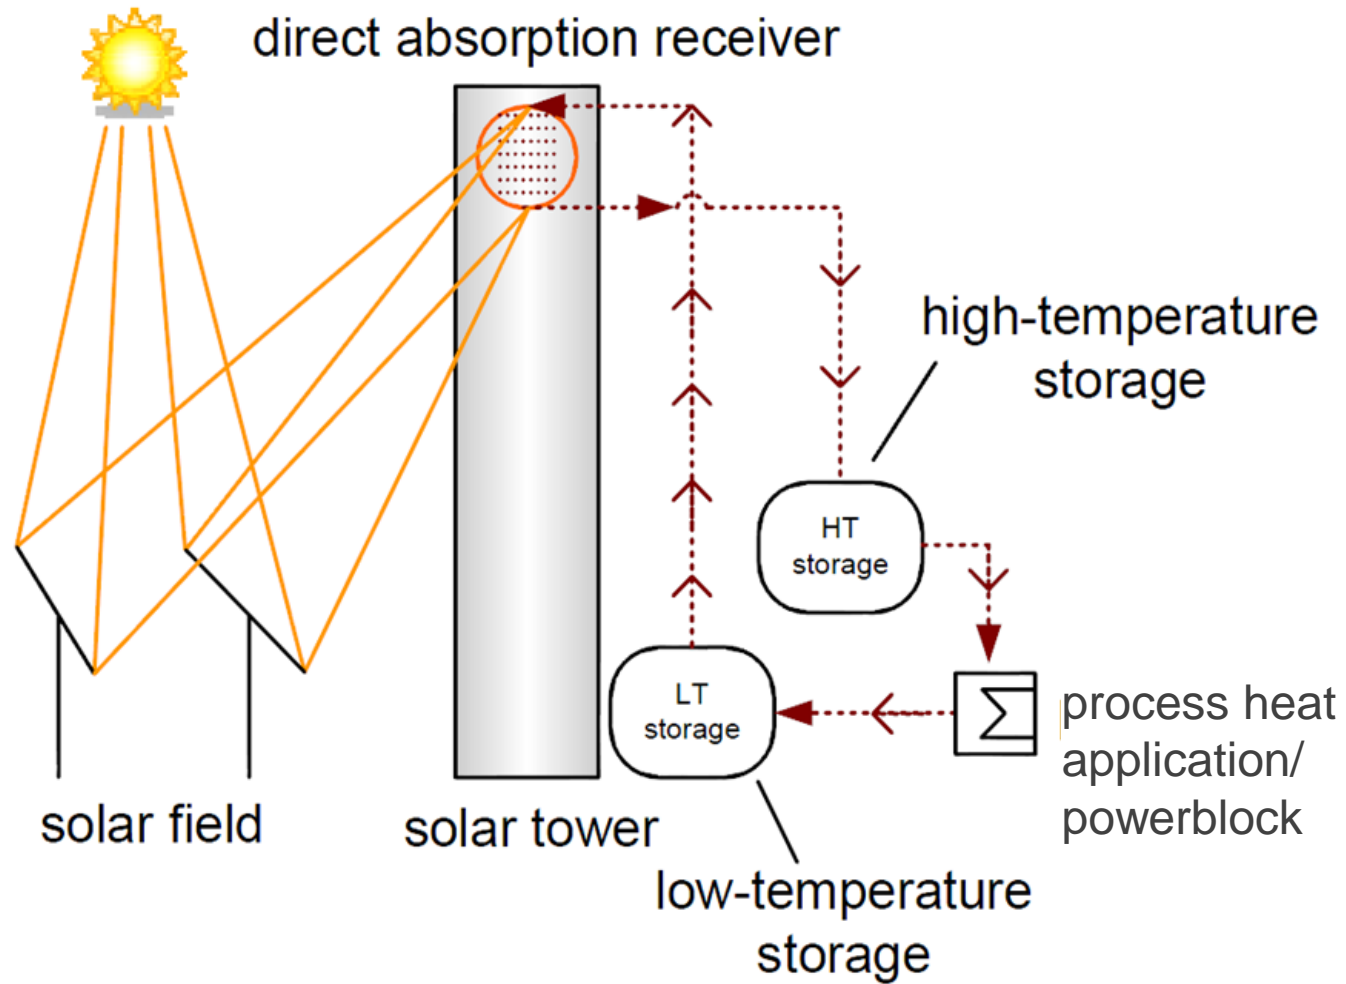 direct absorption receiver
high-temperature
storage
HT
storage
LT
storage
process heat
application/
powerblock
solar field
solar tower
low-temperature
storage